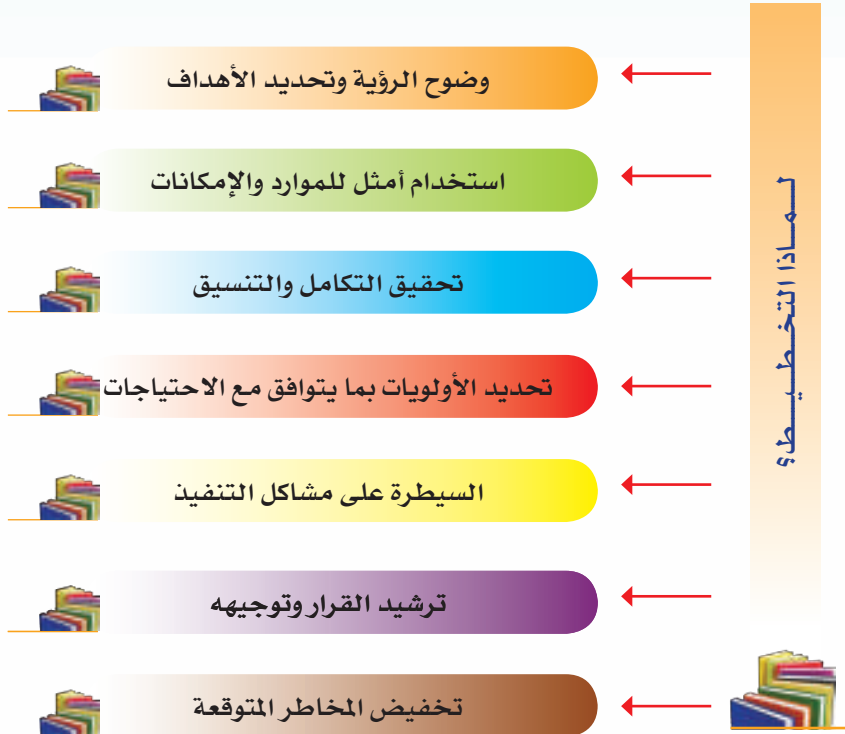 لماذا التخطيط؟
وضوح الرؤية وتحديد الأهداف
استخدام أمثل للموارد والإمكانات
تحقيق التكامل والتنسيق
تحديد الأولويات بما يتوافق مع الاحتياجات
السيطرة على مشاكل التنفيذ
ترشيد القرار وتوجيهه
تخفيض المخاطر المتوقعة